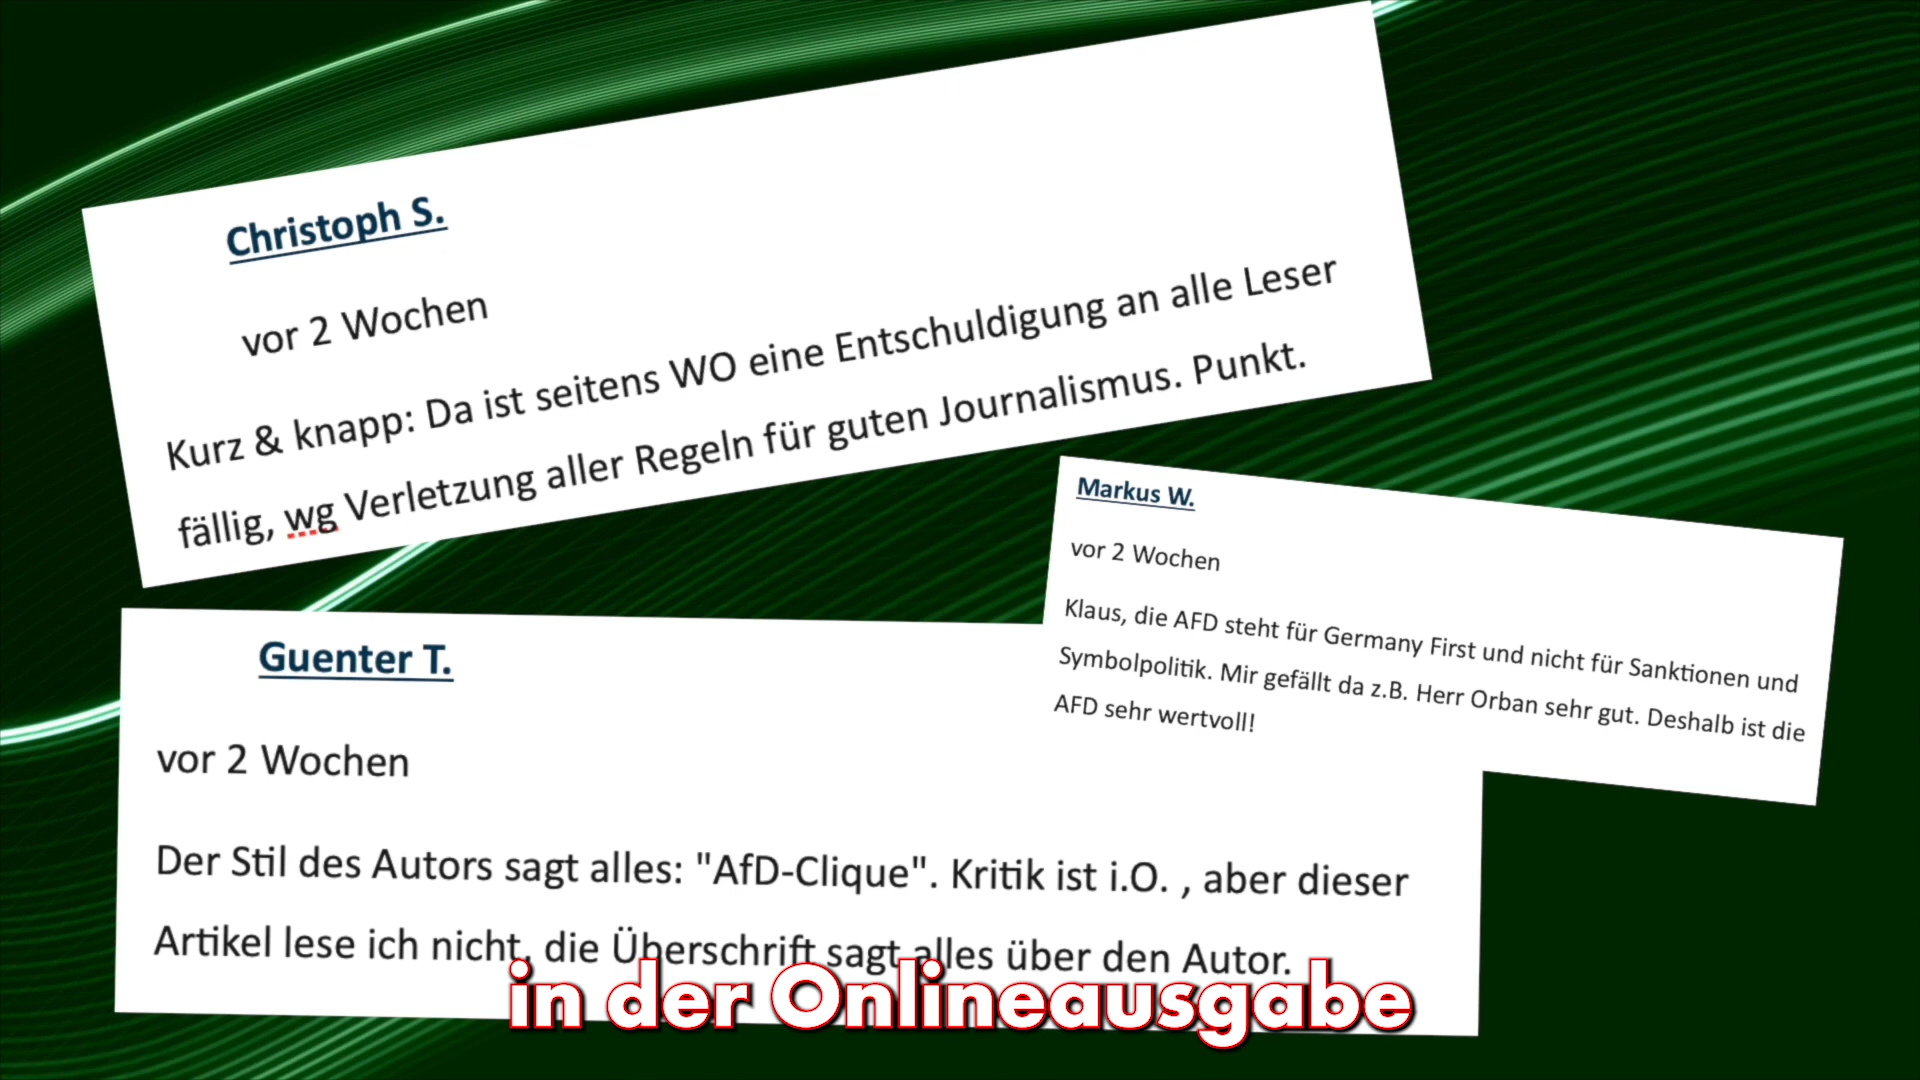 Christoph S.
vor 2 Wochen
Kurz & knapp: Da ist seitens WO eine Entschuldigung an alle Leser
fällig, wg Verletzung aller Regeln für guten Journalismus. Punkt.
Markus W.
vor 2 Wochen
Klaus, die AFD steht für Germany First und nicht für Sanktionen und
Symbolpolitik. Mir gefällt da z.B. Herr Orban sehr gut. Deshalb ist die
AFD sehr wertvoll!
Guenter T.
vor 2 Wochen
Der Stil des Autors sagt alles: "AfD-Clique". Kritik ist i.O. , aber dieser
Artikel lese ich nicht, die Überschrift sagt alles über den Autor.
in der Onlineausgabe